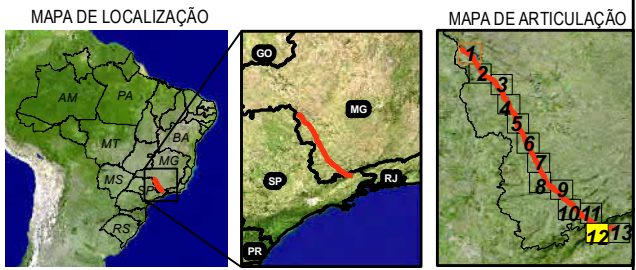 MAPA DE LOCALIZAÇÃO
AM
PA
MT
BA
MG
MS
SP
RS
GO
MG
SP
RJ
PR
MAPA DE ARTICULAÇÃO
1
2
3
4
5
6
7
8
9
10
11
12
13